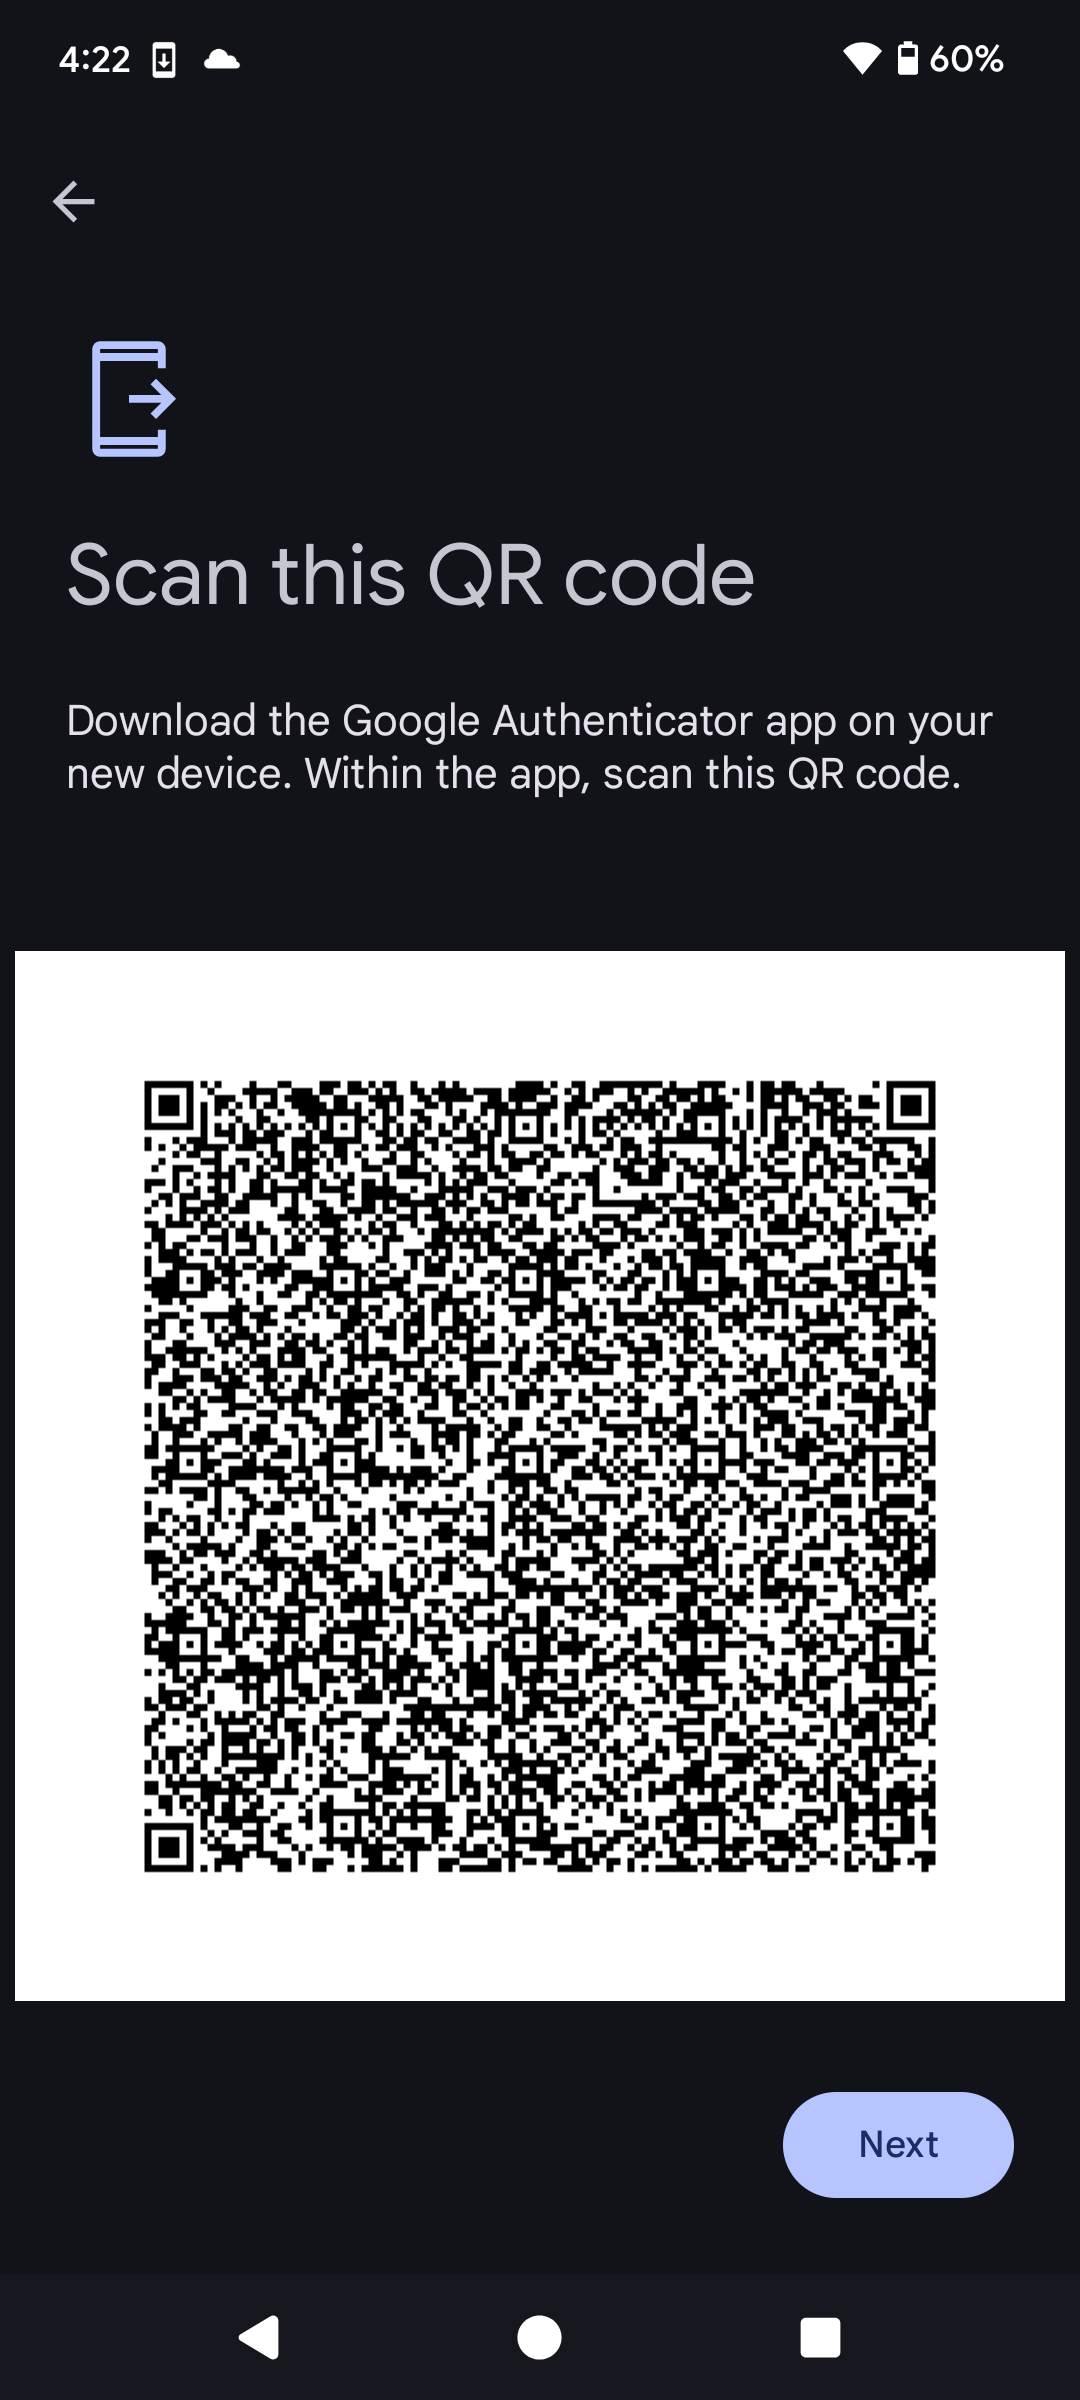 4:22
60%
Scan this QR code
Download the Google Authenticator app on your
new device. Within the app, scan this QR code.
Next